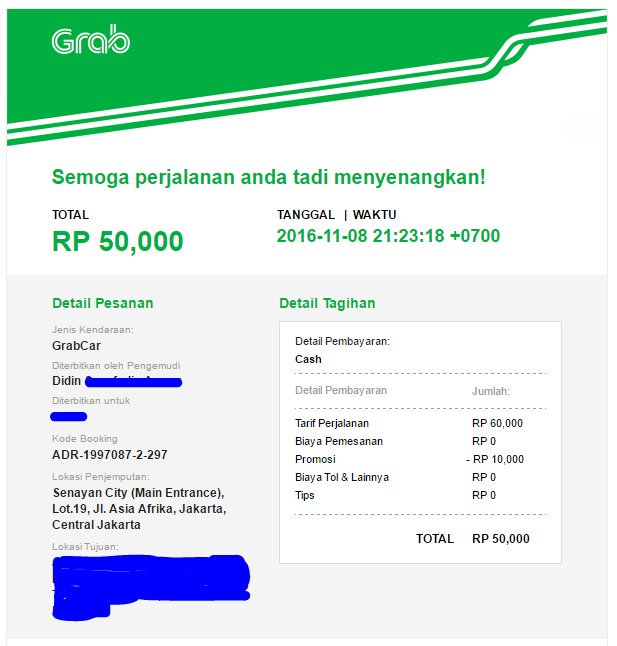 Grab
Semoga perjalanan anda tadi menyenangkan!
TOTAL
RP 50,000
TANGGAL | WAKTU
2016-11-08 21:23:18 +0700
Detail Pesanan
Jenis Kendaraan:
GrabCar
Diterbitkan oleh Pengemudi
Didin
Diterbitkan untuk
Kode Booking
ADR-1997087-2-297
Lokasi Penjemputan:
Senayan City (Main Entrance),
Lot.19, Jl. Asia Afrika, Jakarta,
Central Jakarta
Lokasi Tujuan:
Detail Tagihan
Detail Pembayaran:
Cash
Detail Pembayaran Jumlah:
Tarif Perjalanan RP 60,000
Biaya Pemesanan RP 0
Promosi - RP 10,000
Biaya Tol & Lainnya RP 0
Tips RP 0
TOTAL RP 50,000